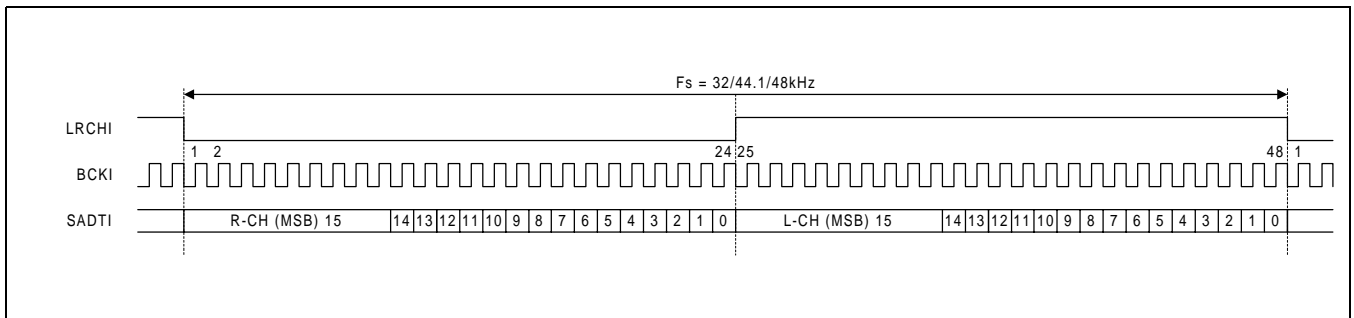 Fs = 32/44.1/48kHz
LRCHI
1 2 24 25 48 1
BCKI
SADTI R-CH (MSB) 15 14 13 12 11 10 9 8 7 6 5 4 3 2 1 0 L-CH (MSB) 15 14 13 12 11 10 9 8 7 6 5 4 3 2 1 0